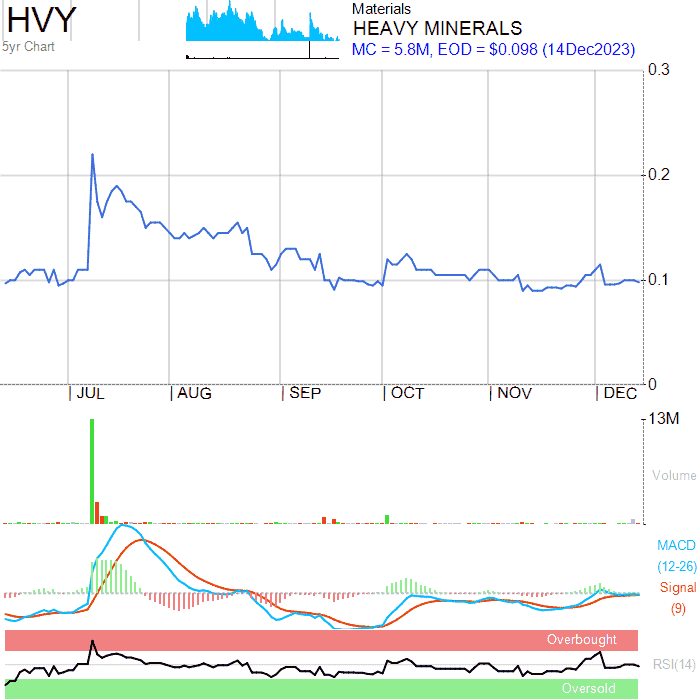 HVY
5yr Chart
Materials
HEAVY MINERALS
MC = 5.8M, EOD = $0.098 (14Dec2023)
0.3
0.2
0.1
0
JUL AUG SEP OCT NOV DEC
13M
Volume
MACD
(12-26)
Signal
(9)
Overbought
RSI(14)
Oversold